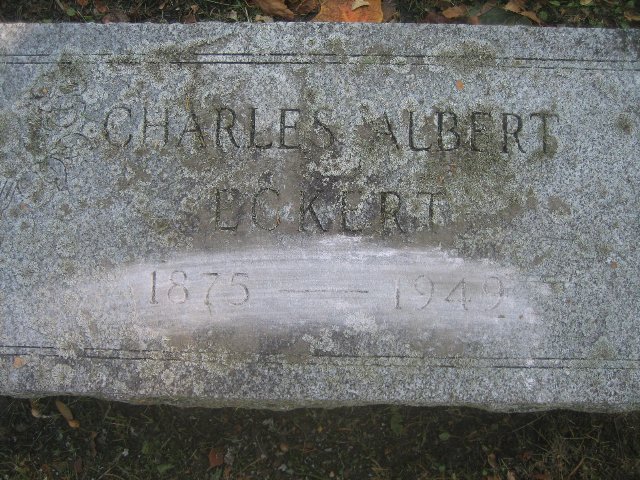 CHARLES ALBERT
ECKERT
1875 — 1949